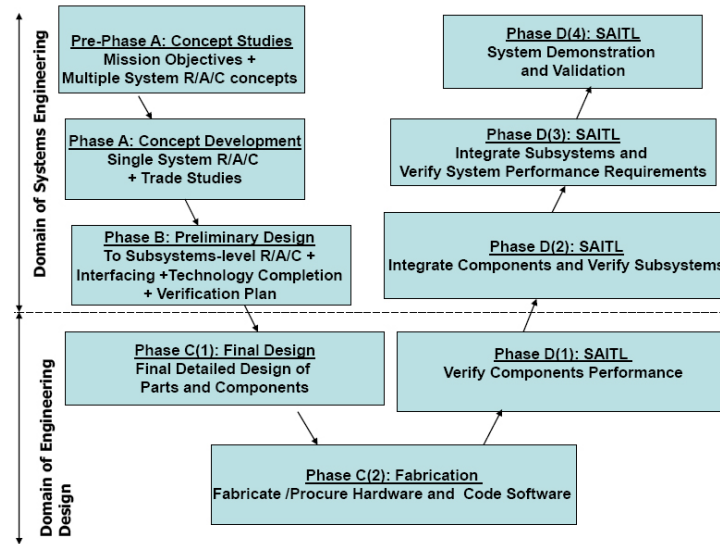 Domain of Systems Engineering
Domain of Engineering
Design
Pre-Phase A: Concept Studies
Mission Objectives +
Multiple System R/A/C concepts
Phase A: Concept Development
Single System R/A/C
+ Trade Studies
Phase B: Preliminary Design
To Subsystems-level R/A/C +
Interfacing +Technology Completion
+ Verification Plan
Phase C(1): Final Design
Final Detailed Design of
Parts and Components
Phase C(2): Fabrication
Fabricate /Procure Hardware and Code Software
Phase D(1): SAITL
Verify Components Performance
Phase D(2): SAITL
Integrate Components and Verify Subsystems
Phase D(3): SAITL
Integrate Subsystems and
Verify System Performance Requirements
Phase D(4): SAITL
System Demonstration
and Validation